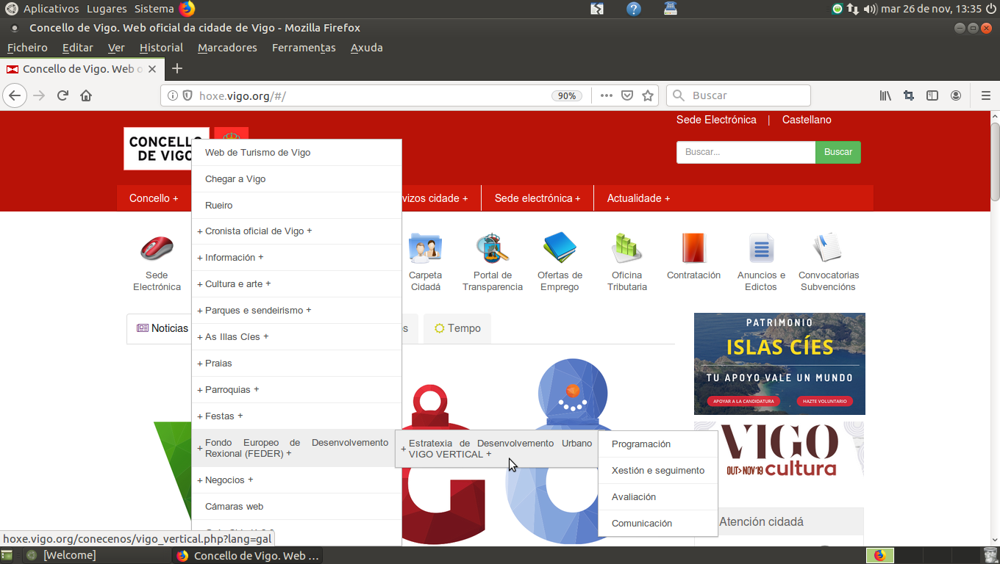 Aplicativos Lugares Sistema
mar 26 de nov, 13:35
Concello de Vigo. Web oficial da cidade de Vigo - Mozilla Firefox
Ficheiro Editar Ver Historial Marcadores Ferramentas Axuda
Concello de Vigo. Web o
hoxe.vigo.org/#/ 90% Buscar
Sede Electrónica | Castellano
CONCELLO
DE VIGO
Buscar... Buscar
Concello + vizos cidade + Sede electrónica + Actualidade +
Web de Turismo de Vigo
Chegar a Vigo
Rueiro
+ Cronista oficial de Vigo +
+ Información +
+ Cultura e arte +
+ Parques e sendeirismo +
+ As Illas Cíes +
+ Praias
+ Parroquias +
+ Festas +
+ Fondo Europeo de Desenvolvemento
Rexional (FEDER) +
+ Negocios +
Cámaras web
+ Estratexia de Desenvolvemento Urbano
VIGO VERTICAL +
Programación
Xestión e seguimento
Avaliación
Comunicación
Sede
Electrónica
Carpeta
Cidadá
Portal de
Transparencia
Ofertas de
Emprego
Oficina
Tributaria
Contratación
Anuncios e
Edictos
Convocatorias
Subvencións
Noticias
Tempo
PATRIMONIO
ISLAS CÍES
TU APOYO VALE UN MUNDO
APOYAR A LA CANDIDATURA HAZTE VOLUNTARIO
VIGO
OUT>NOV'19 cultura
Atención cidadá
hoxe.vigo.org/conecenos/vigo_vertical.php?lang=gal
[Welcome] Concello de Vigo. Web ...